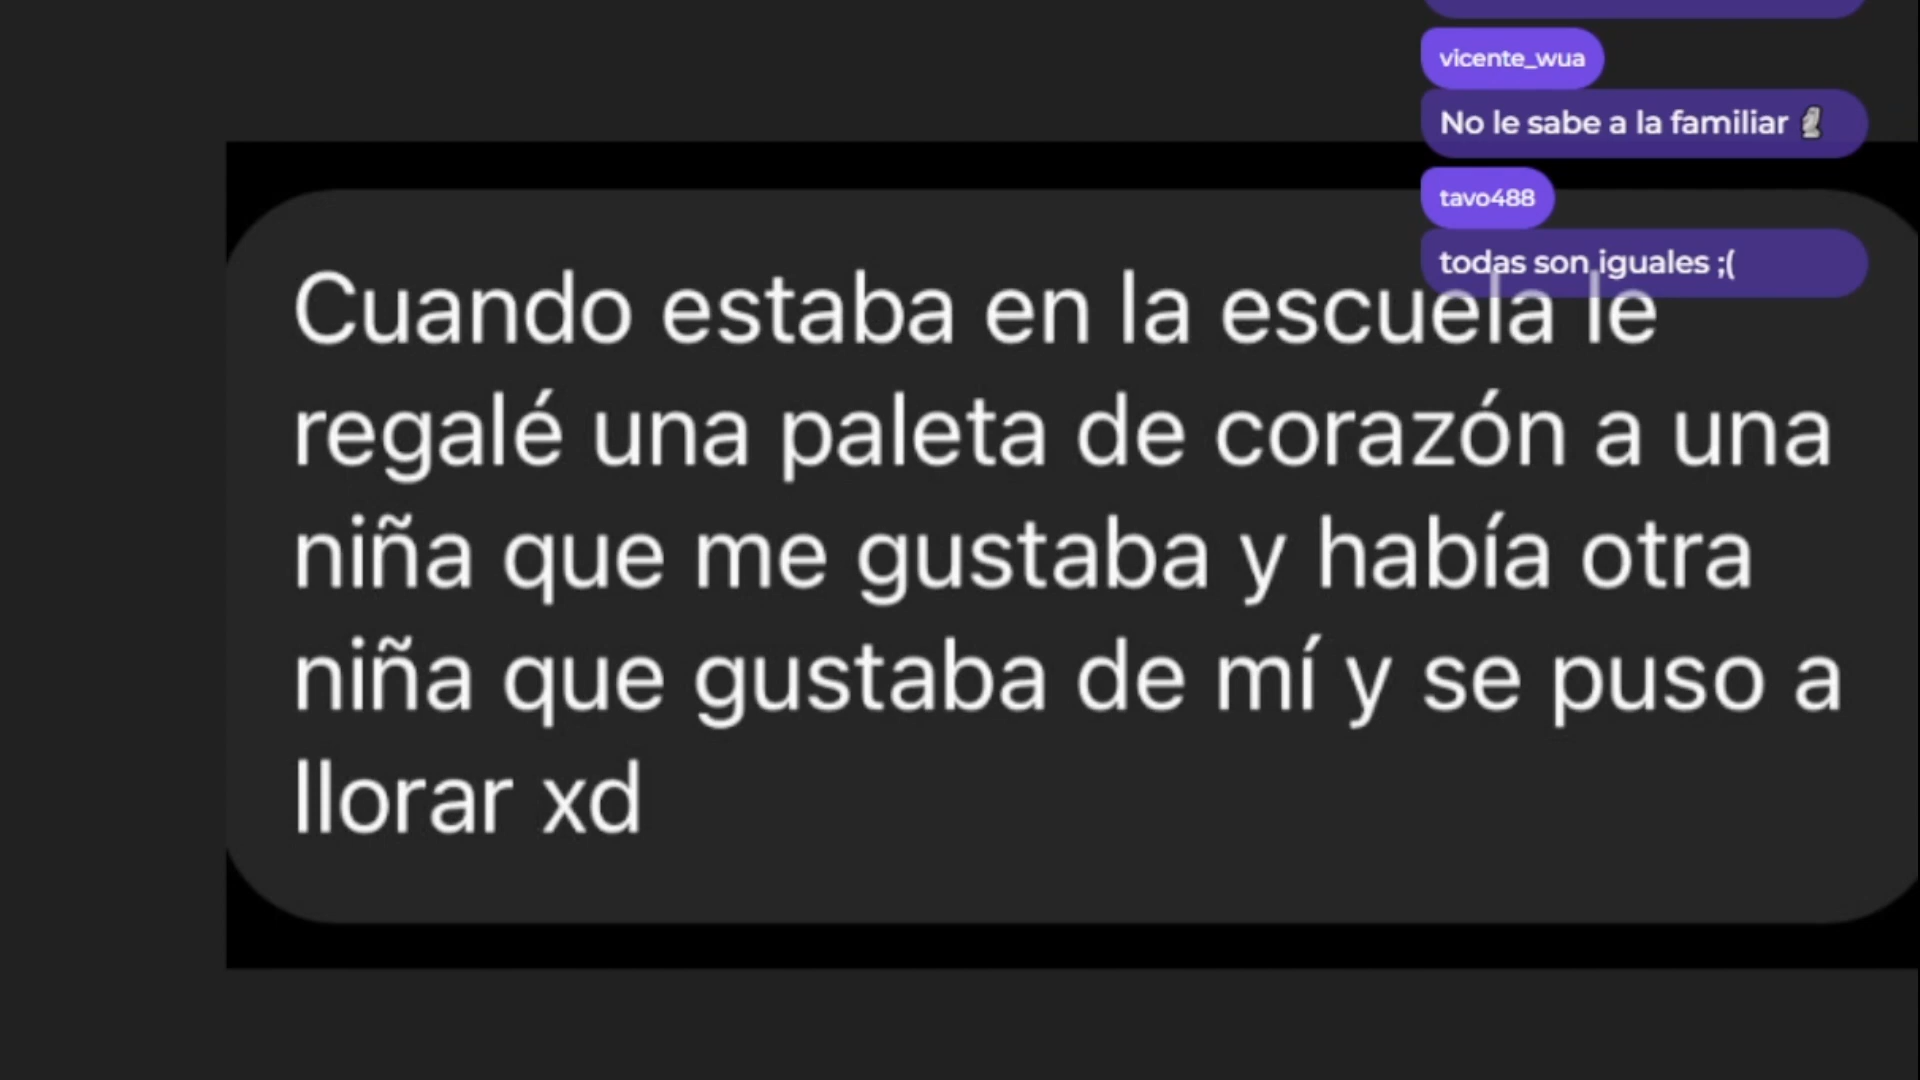 vicente_wua
No le sabe a la familiar 🗿
tavo488
todas son iguales ;(
Cuando estaba en la escuela le
regalé una paleta de corazón a una
niña que me gustaba y había otra
niña que gustaba de mí y se puso a
llorar xd